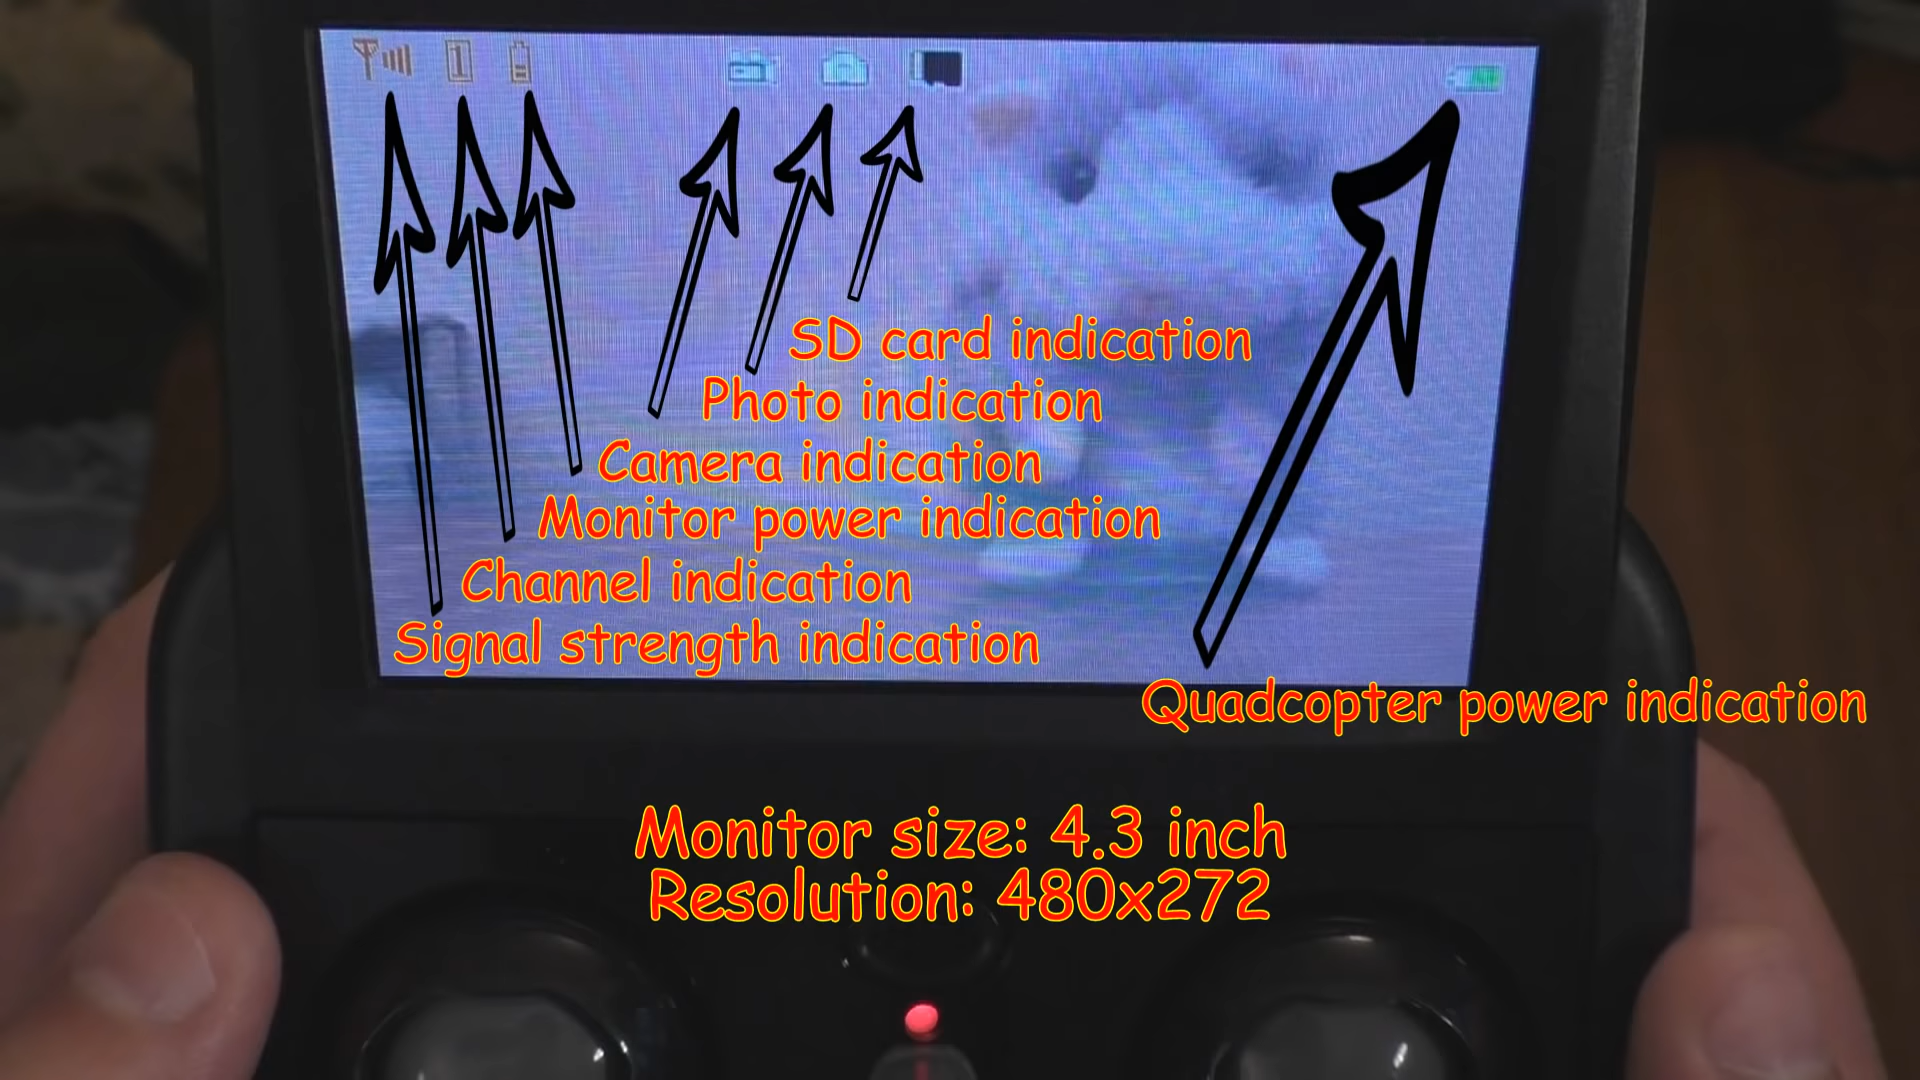 1
SD card indication
Photo indication
Camera indication
Monitor power indication
Channel indication
Signal strength indication
Quadcopter power indication
Monitor size: 4.3 inch
Resolution: 480x272